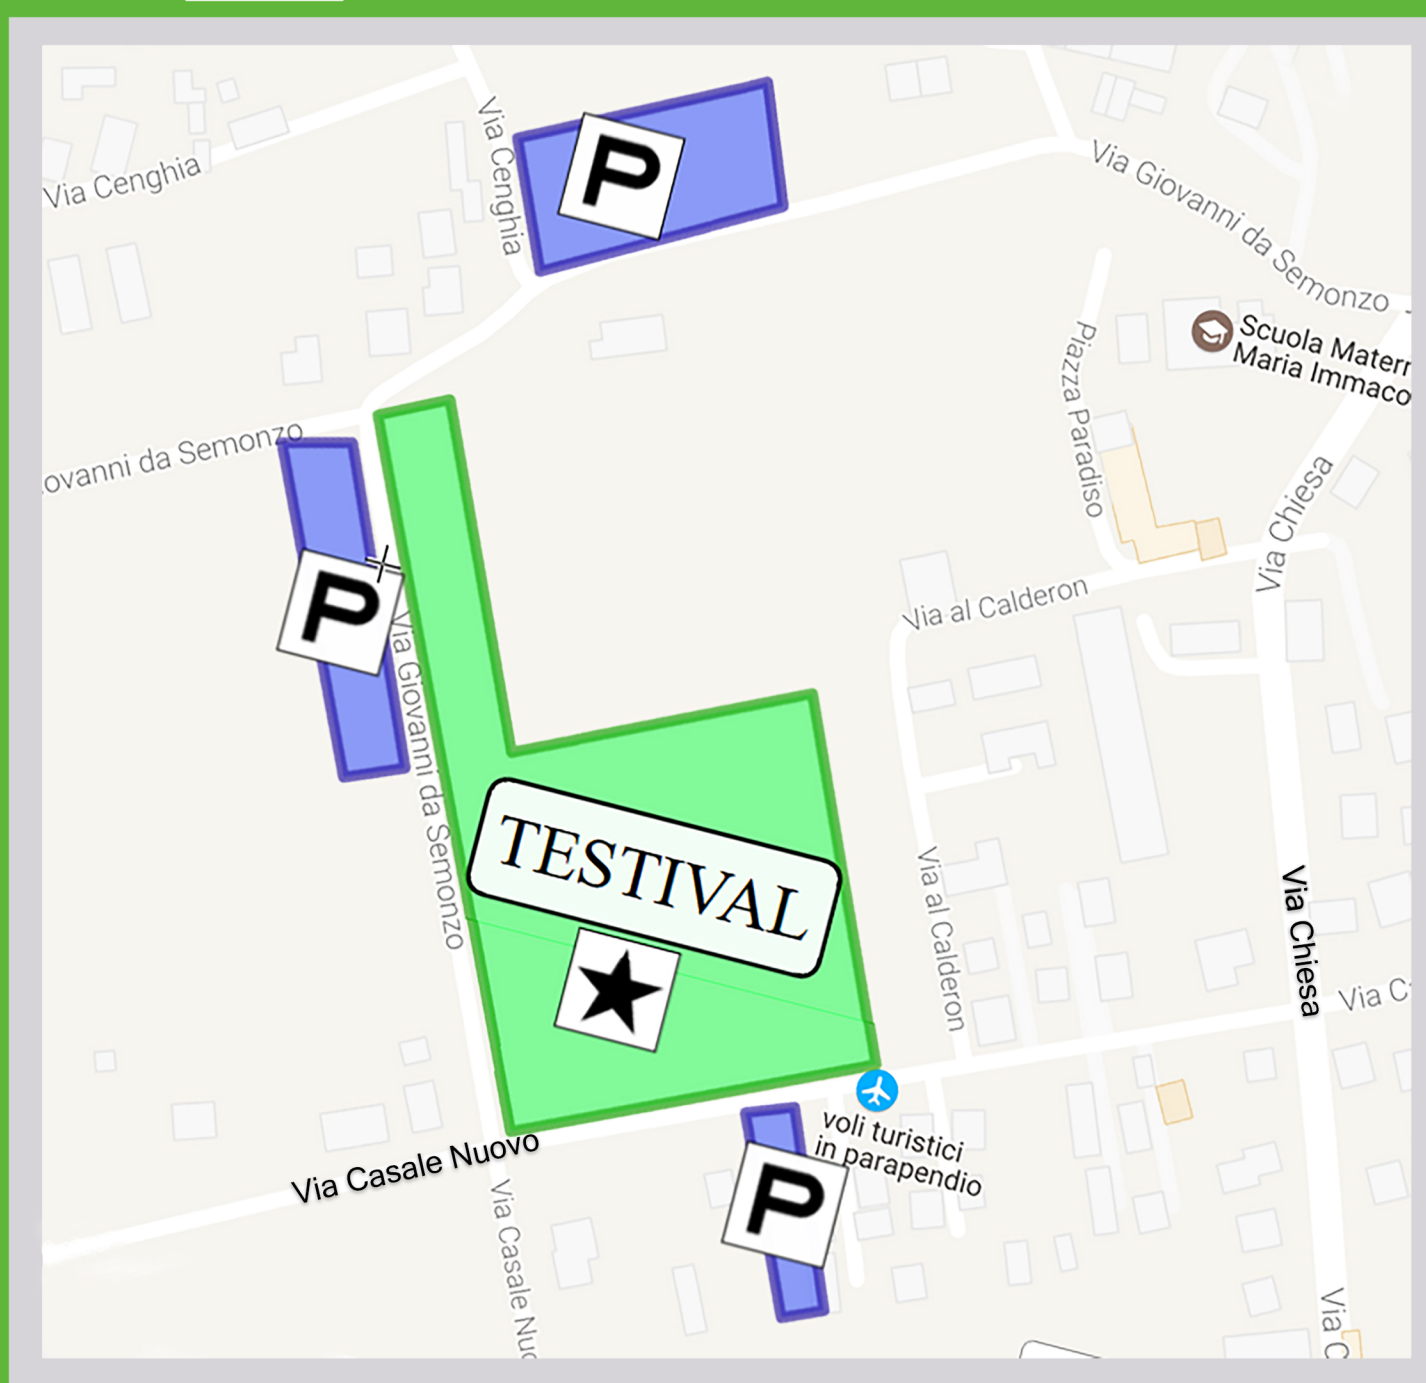 Via Cenghia
Via Cenghia
P
Via Giovanni da Semonzo
Scuola Matern
Maria Immaco
Piazza Paradiso
ovanni da Semonzo
Via Chiesa
P
Via al Calderon
Via Giovanni da Semonzo
TESTIVAL
Via al Calderon
Via Chiesa
Via C
voli turistici
in parapendio
Via Casale Nuovo
P
Via Casale Nuo
Via C